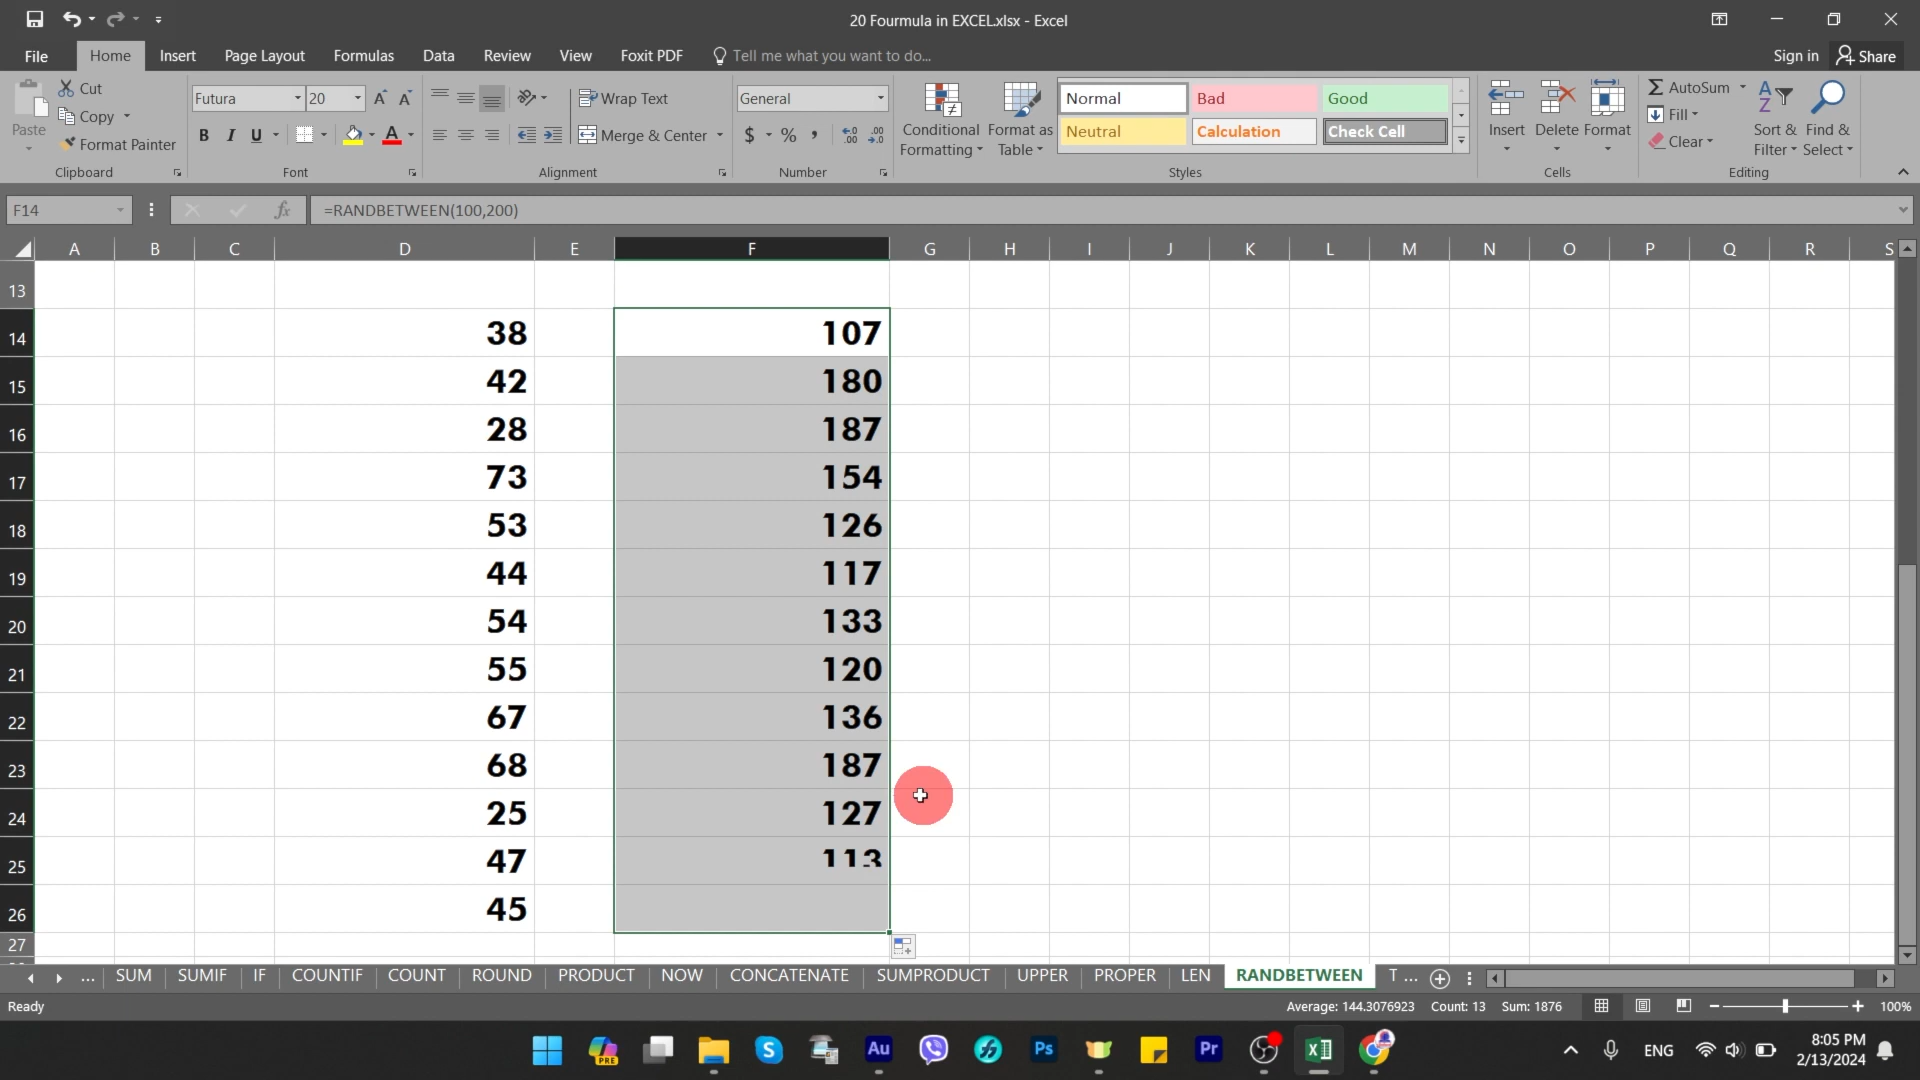 20 Fourmula in EXCEL.xlsx - Excel
File Home Insert Page Layout Formulas Data Review View Foxit PDF Tell me what you want to do... Sign in Share
Paste
Cut
Copy
Format Painter
Clipboard
Futura 20
B I U
Font
Wrap Text
Merge & Center
Alignment
General
$ % ,
Number
Conditional Formatting
Format as Table
Normal Bad Good
Neutral Calculation Check Cell
Styles
Insert Delete Format
Cells
AutoSum
Fill
Clear
Sort & Filter
Find & Select
Editing
F14 fx =RANDBETWEEN(100,200)
A B C D E F G H I J K L M N O P Q R S
13
14 38 107
15 42 180
16 28 187
17 73 154
18 53 126
19 44 117
20 54 133
21 55 120
22 67 136
23 68 187
24 25 127
25 47 113
26 45
27
... SUM SUMIF IF COUNTIF COUNT ROUND PRODUCT NOW CONCATENATE SUMPRODUCT UPPER PROPER LEN RANDBETWEEN T ...
Ready Average: 144.3076923 Count: 13 Sum: 1876 100%
PRE Au Ps Pr ENG 8:05 PM
2/13/2024